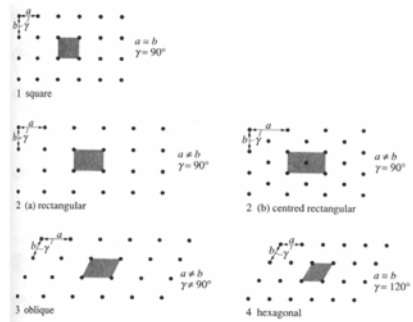 a
b
γ
a = b
γ = 90°
1 square
a
b
γ
a ≠ b
γ = 90°
2 (a) rectangular
a
b
γ
a ≠ b
γ = 90°
2 (b) centred rectangular
a
b
γ
a ≠ b
γ ≠ 90°
3 oblique
a
b
γ
a = b
γ = 120°
4 hexagonal